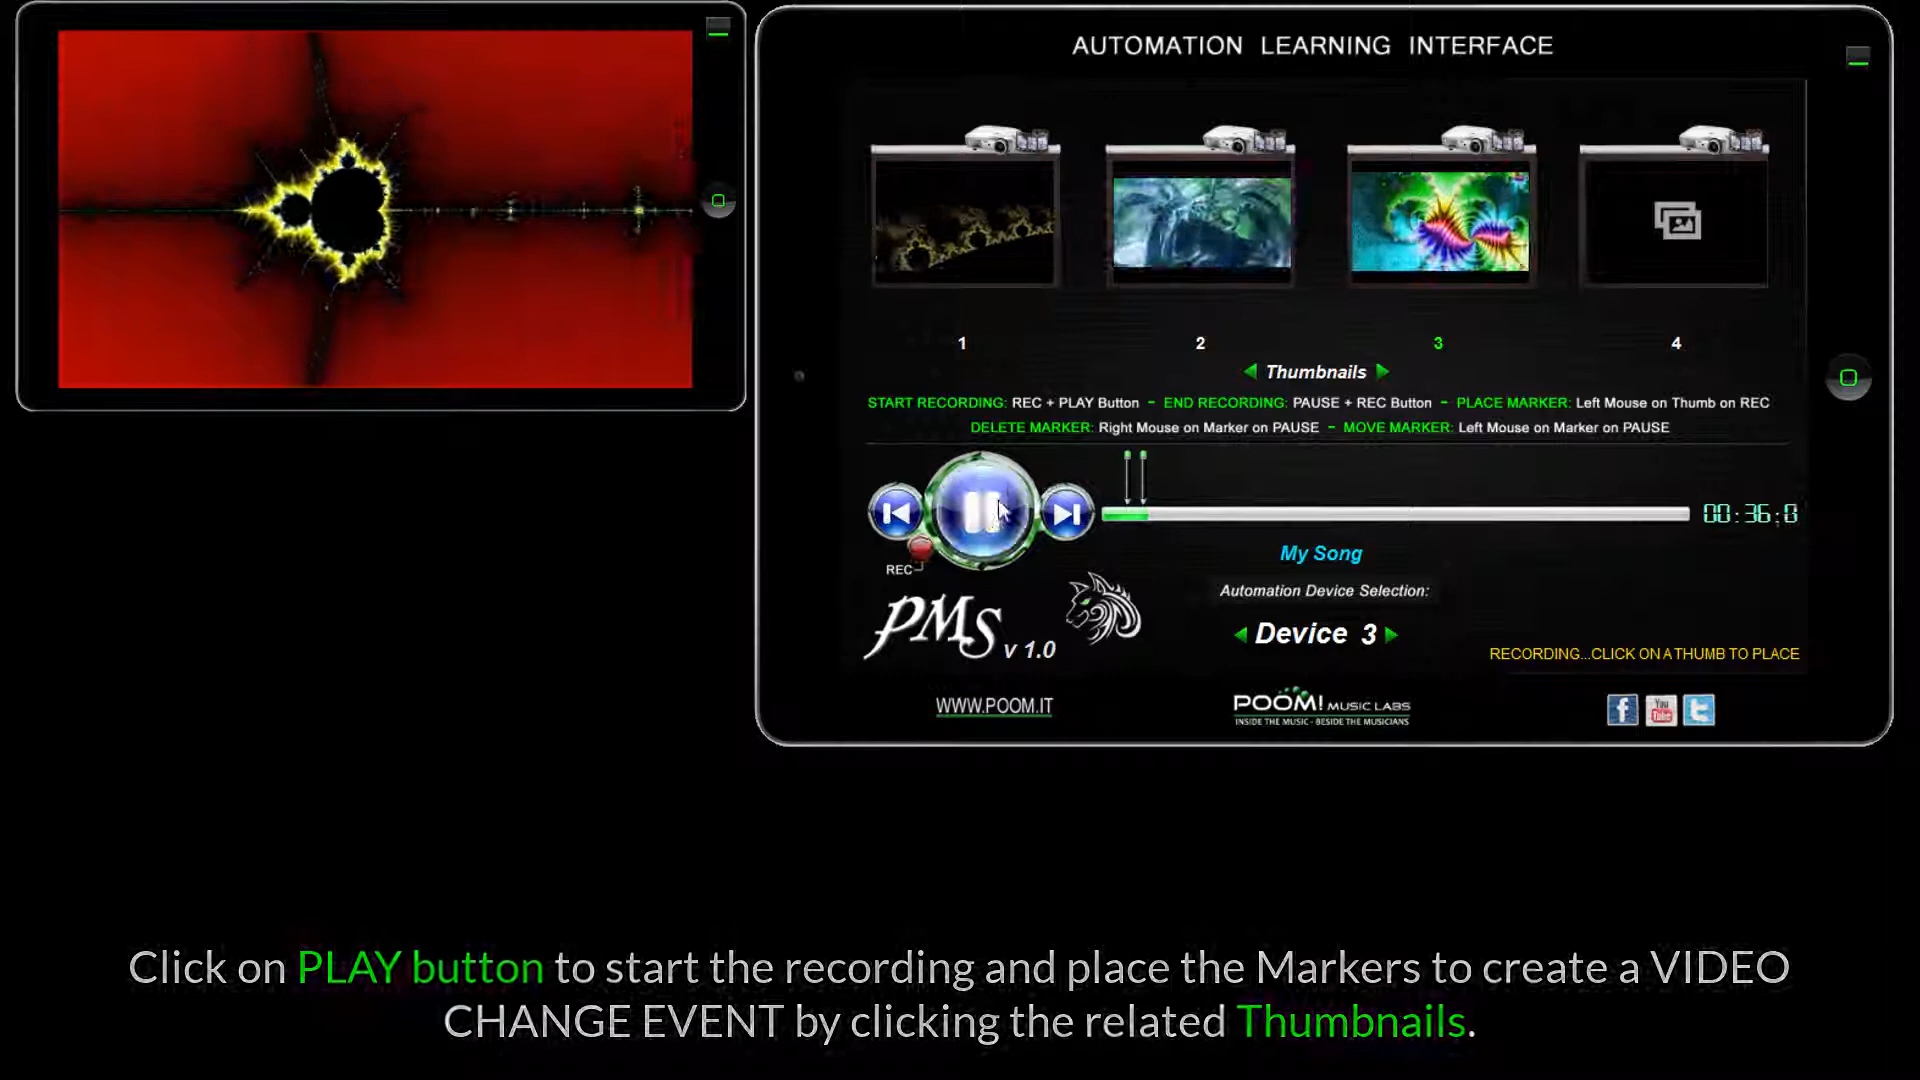 AUTOMATION LEARNING INTERFACE
1
2
3
4
Thumbnails
START RECORDING: REC + PLAY Button - END RECORDING: PAUSE + REC Button - PLACE MARKER: Left Mouse on Thumb on REC
DELETE MARKER: Right Mouse on Marker on PAUSE - MOVE MARKER: Left Mouse on Marker on PAUSE
00:36:0
My Song
REC
Automation Device Selection:
PMS v 1.0
Device 3
RECORDING...CLICK ON A THUMB TO PLACE
WWW.POOM.IT
POOM! MUSIC LABS
INSIDE THE MUSIC - BESIDE THE MUSICIANS
f
You Tube
t
Click on PLAY button to start the recording and place the Markers to create a VIDEO
CHANGE EVENT by clicking the related Thumbnails.